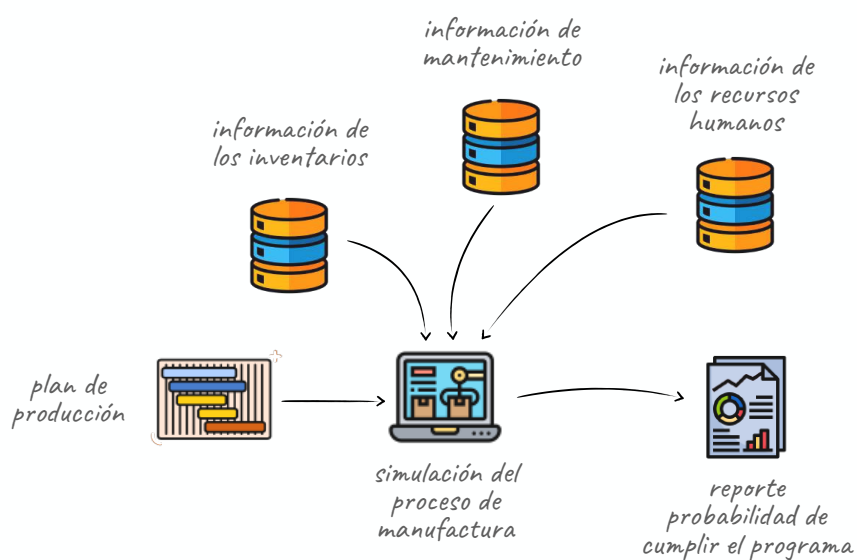 información de
mantenimiento
información de
los recursos
humanos
información de
los inventarios
plan de
producción
simulación del
proceso de
manufactura
reporte
probabilidad de
cumplir el programa